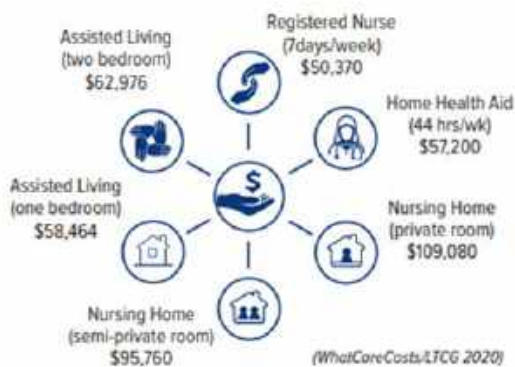 Registered Nurse
(7days/week)
$50,370
Assisted Living
(two bedroom)
$62,976
Home Health Aid
(44 hrs/wk)
$57,200
$
Assisted Living
(one bedroom)
$58,464
Nursing Home
(private room)
$109,080
Nursing Home
(semi-private room)
$95,760
(WhatCareCosts/LTCG 2020)